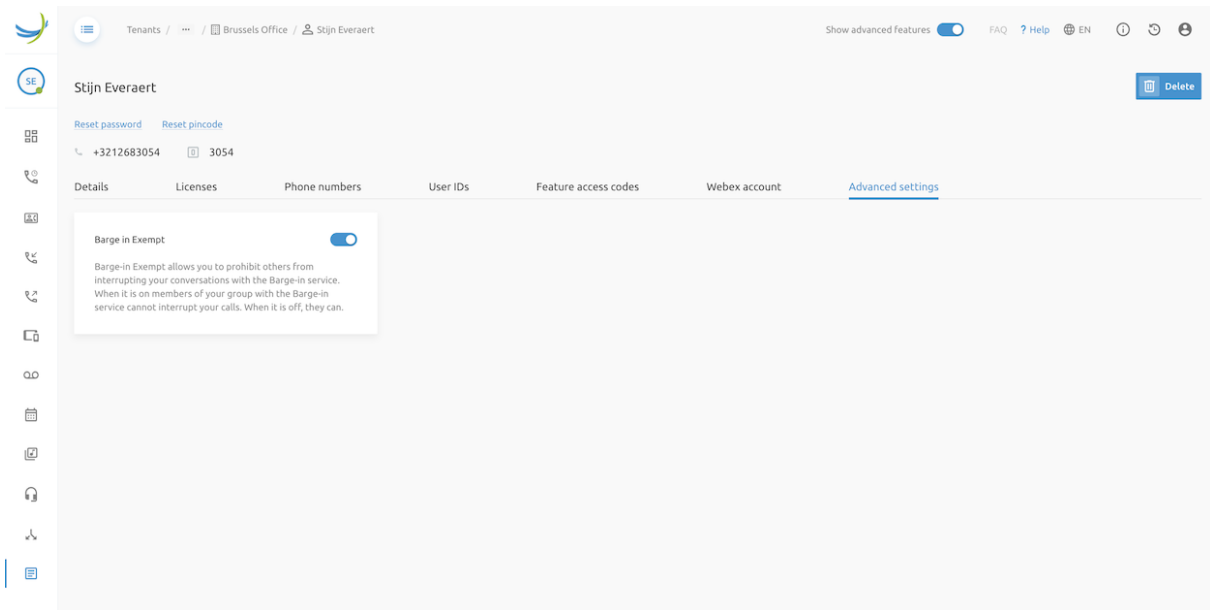 Tenants / ... / Brussels Office / Stijn Everaert
Show advanced features
FAQ ? Help EN
SE
Stijn Everaert
Delete
Reset password Reset pincode
+3212683054 3054
Details Licenses Phone numbers User IDs Feature access codes Webex account Advanced settings
Barge in Exempt
Barge-in Exempt allows you to prohibit others from
interrupting your conversations with the Barge-in service.
When it is on members of your group with the Barge-in
service cannot interrupt your calls. When it is off, they can.